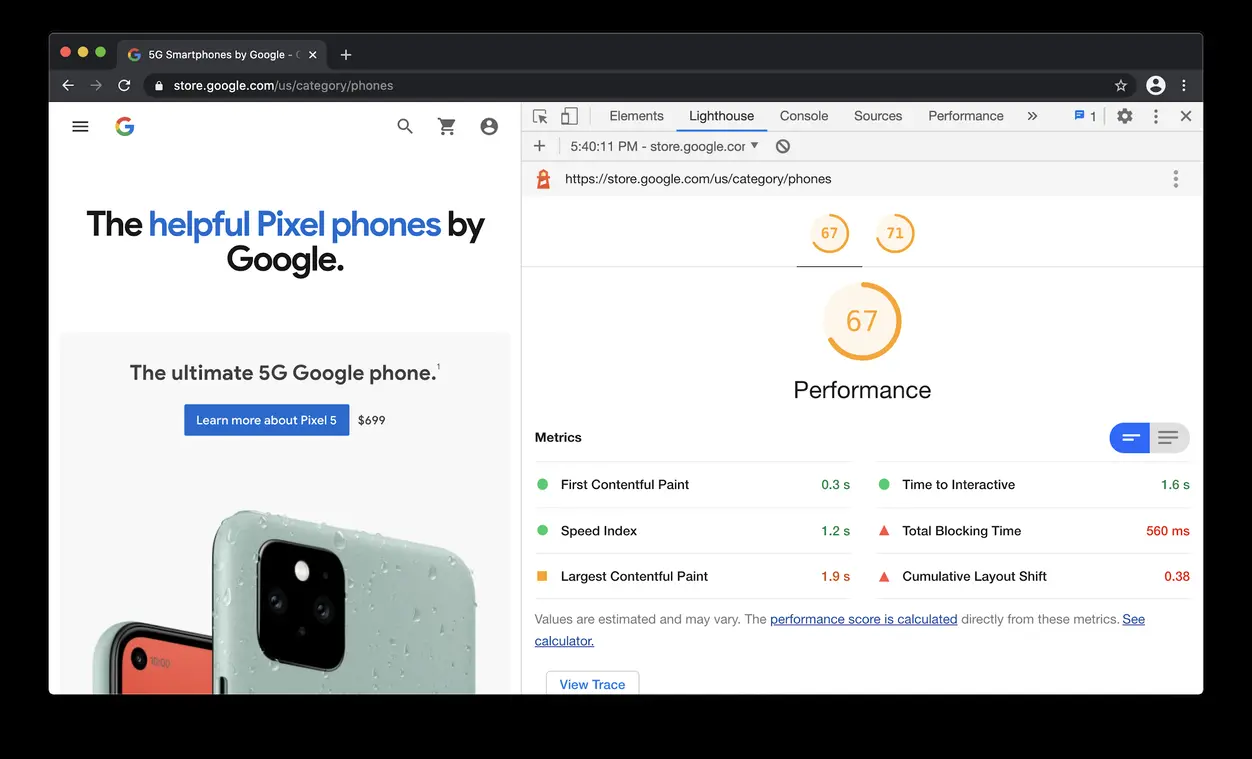 5G Smartphones by Google -
store.google.com/us/category/phones
Elements Lighthouse Console Sources Performance » 1
5:40:11 PM - store.google.cor
https://store.google.com/us/category/phones
The helpful Pixel phones by
Google.
The ultimate 5G Google phone.1
Learn more about Pixel 5 $699
10:00
67 71
67
Performance
Metrics
First Contentful Paint 0.3 s
Time to Interactive 1.6 s
Speed Index 1.2 s
Total Blocking Time 560 ms
Largest Contentful Paint 1.9 s
Cumulative Layout Shift 0.38
Values are estimated and may vary. The performance score is calculated directly from these metrics. See
calculator.
View Trace